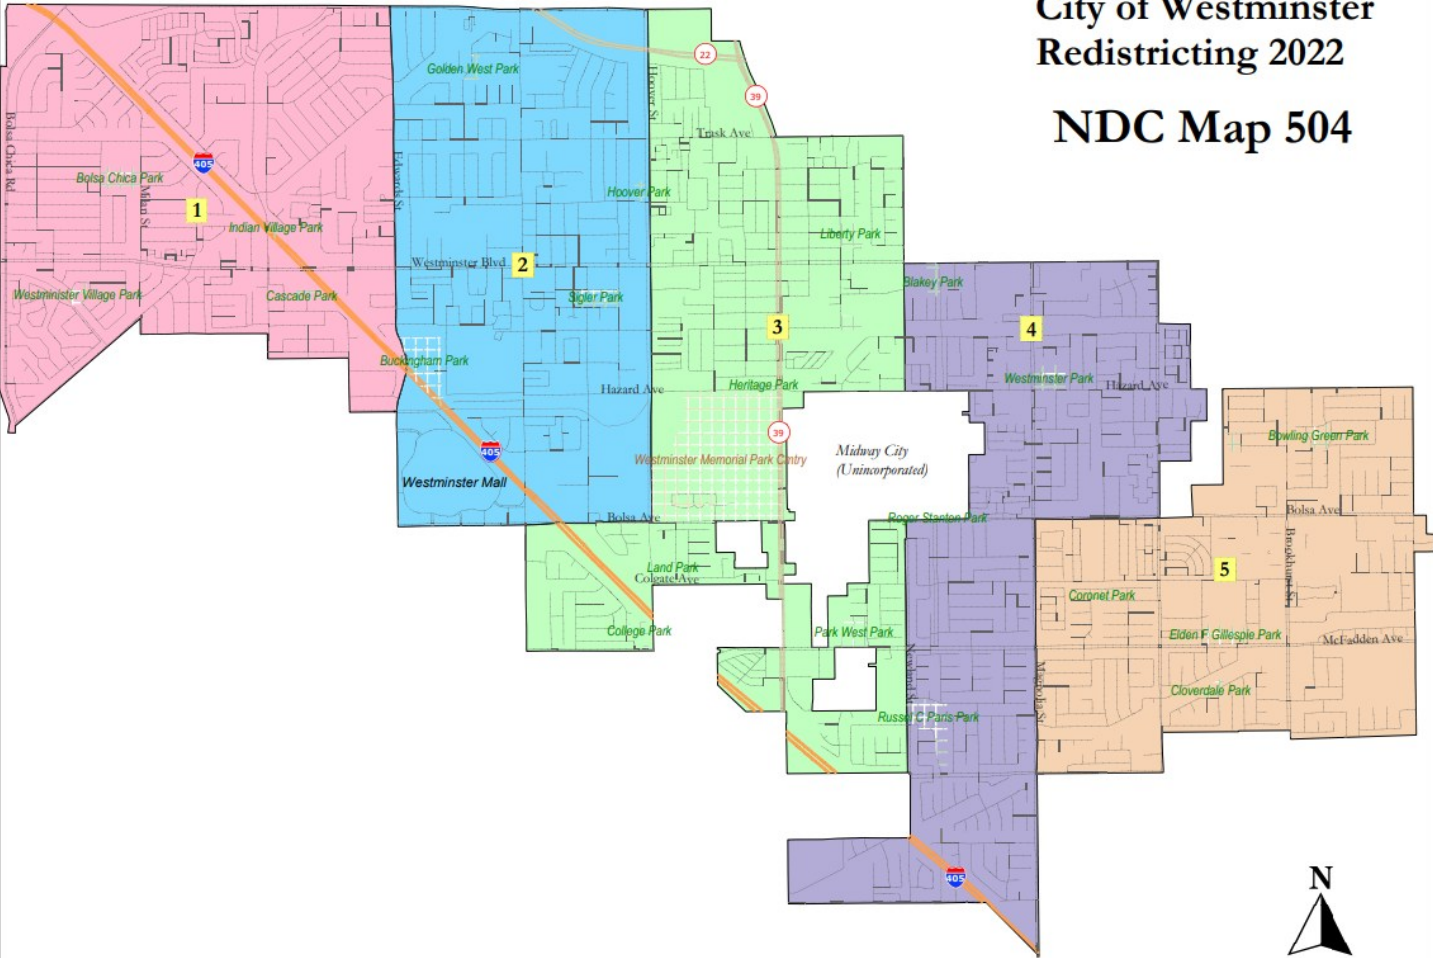 City of Westminster
Redistricting 2022
NDC Map 504
22
39
Golden West Park
Hoover St
Trask Ave
Bolsa Chica Rd
405
Edwards St
Bolsa Chica Park
Milan St
Hoover Park
1
Indian Village Park
Liberty Park
Westminster Blvd
2
Blakey Park
Westminister Village Park
Cascade Park
Sigler Park
3
4
Buckingham Park
Hazard Ave
Heritage Park
Westminster Park
Hazard Ave
39
Bowling Green Park
405
Westminster Memorial Park Cmtry
Midway City
(Unincorporated)
Westminster Mall
Bolsa Ave
Roger Stanton Park
Bolsa Ave
Brookhurst St
Land Park
Colgate Ave
5
Coronet Park
College Park
Park West Park
Elden F Gillespie Park
McFadden Ave
Newland St
Magnolia St
Cloverdale Park
Russel C Paris Park
405
N